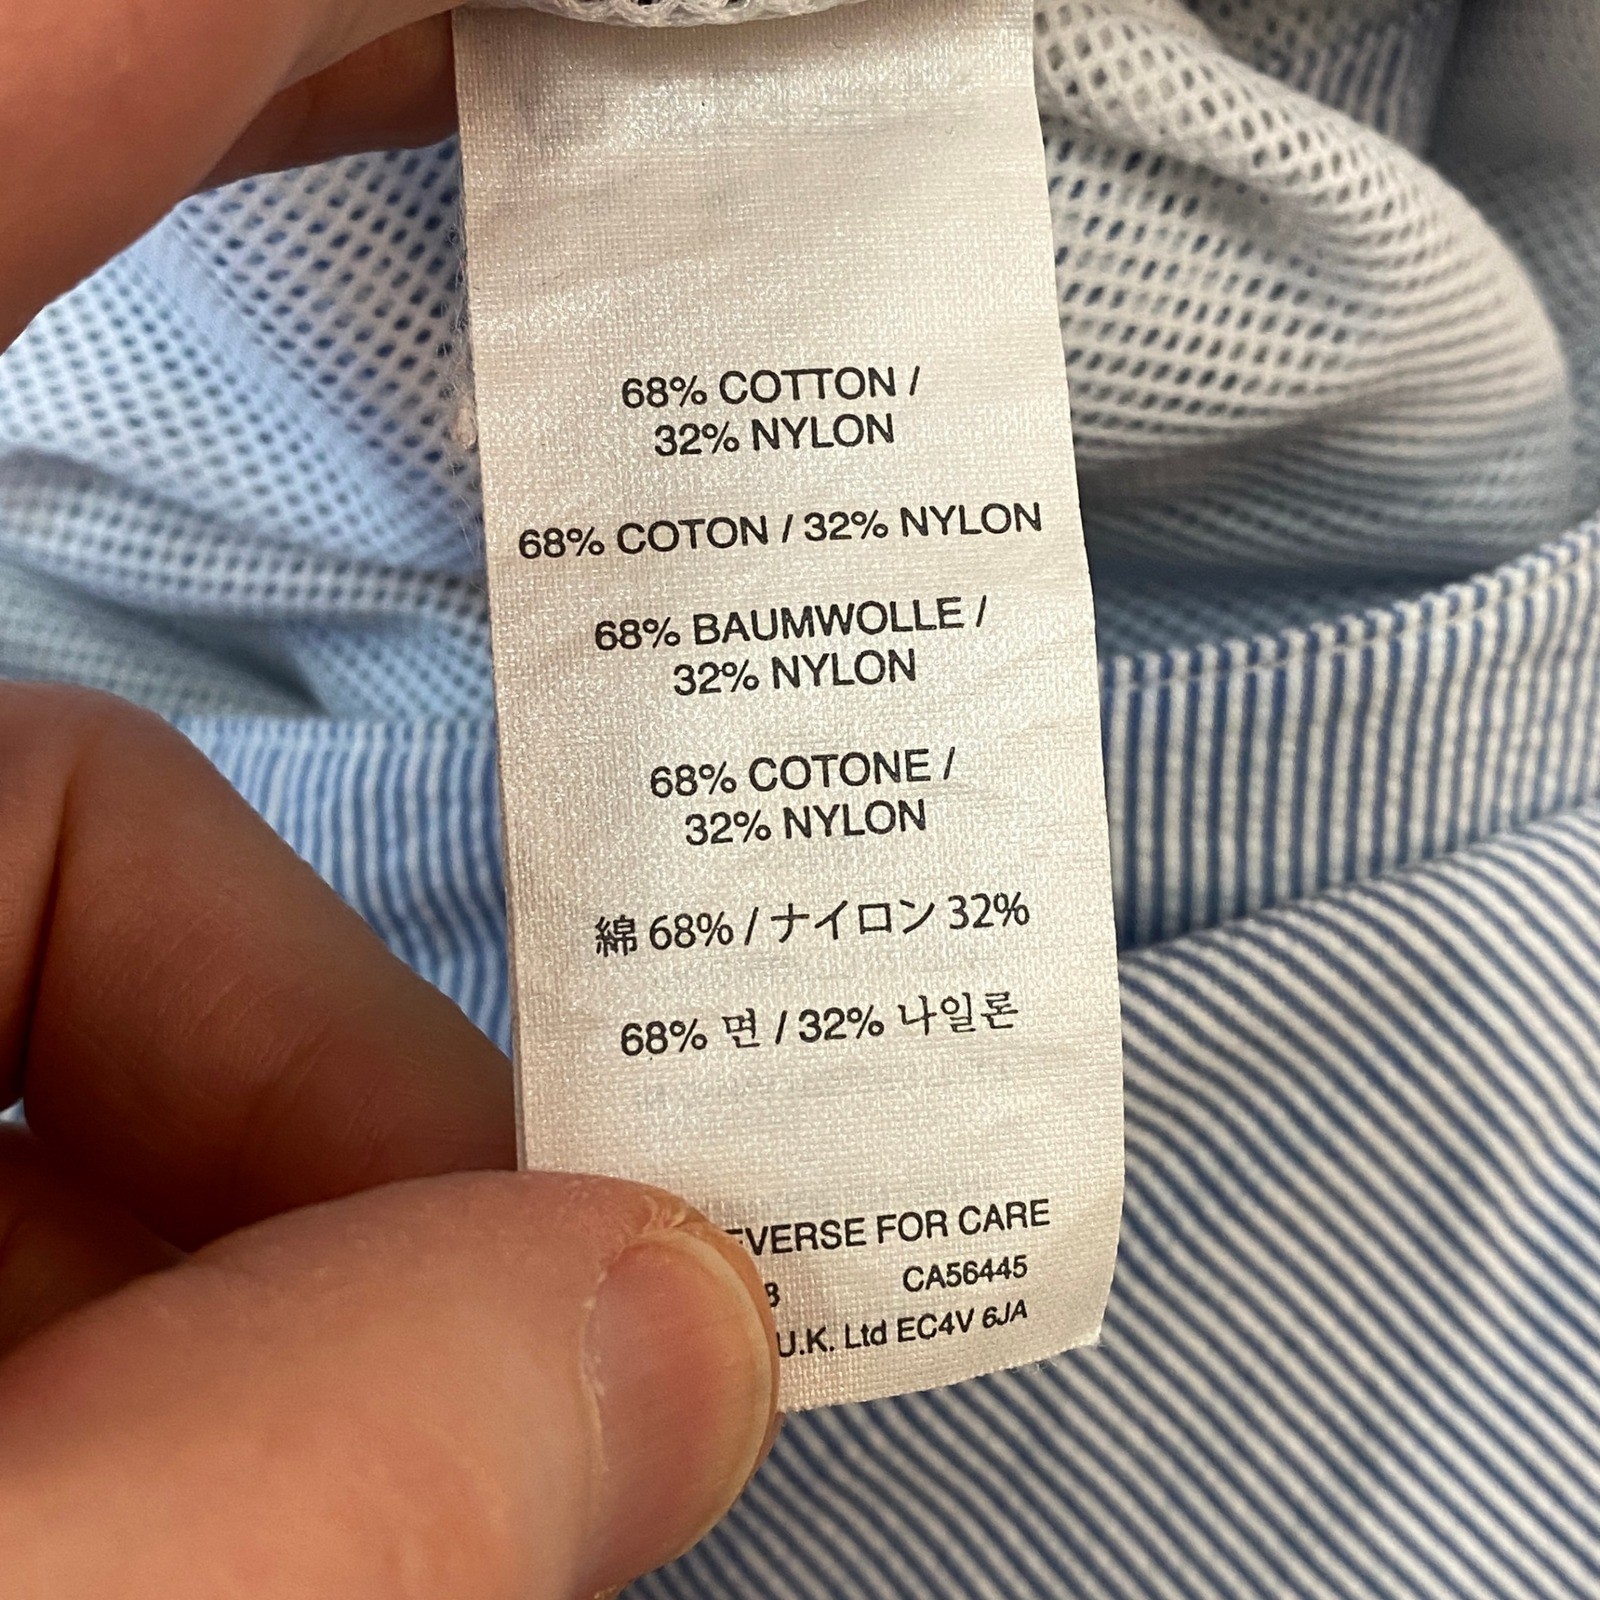 68% COTTON /
32% NYLON
68% COTON / 32% NYLON
68% BAUMWOLLE /
32% NYLON
68% COTONE /
32% NYLON
綿 68% / ナイロン 32%
68% 면 / 32% 나일론
EVERSE FOR CARE
8 CA56445
U.K. Ltd EC4V 6JA